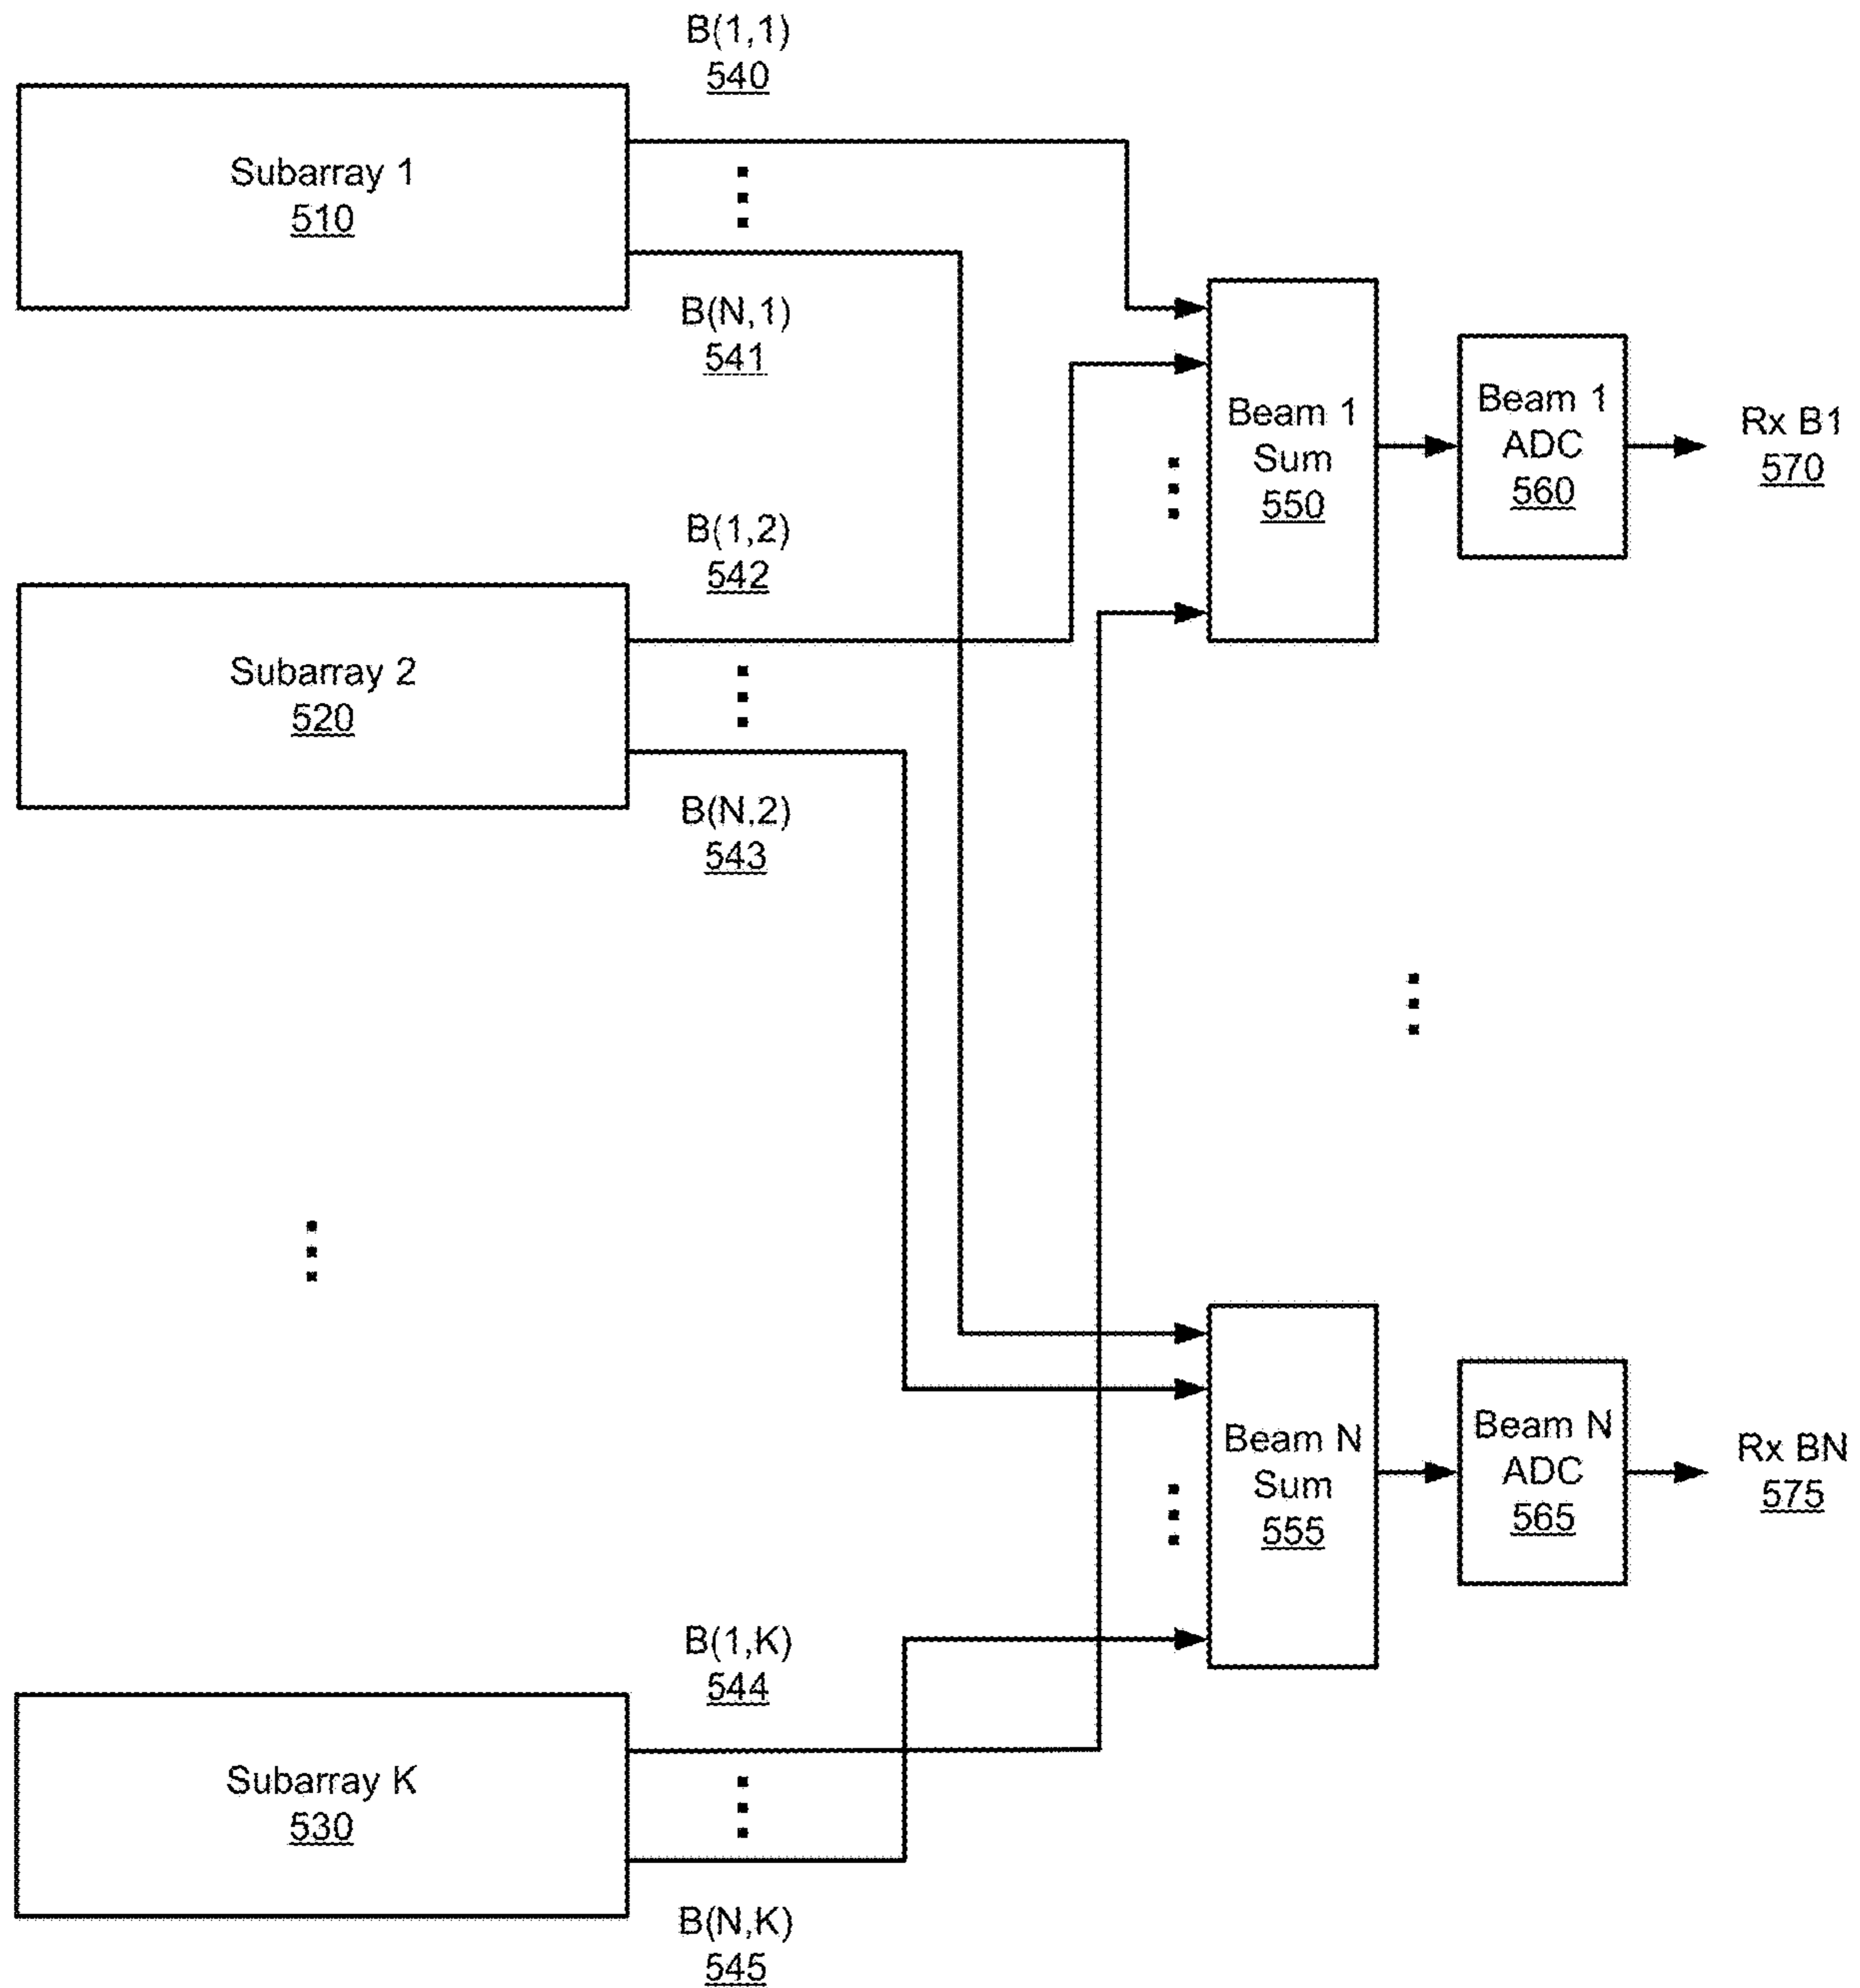 B(1,1)
540
Subarray 1
510
B(N,1)
541
Beam 1
Sum
550
Beam 1
ADC
560
Rx B1
570
B(1,2)
542
Subarray 2
520
B(N,2)
543
Beam N
Sum
555
Beam N
ADC
565
Rx BN
575
B(1,K)
544
Subarray K
530
B(N,K)
545